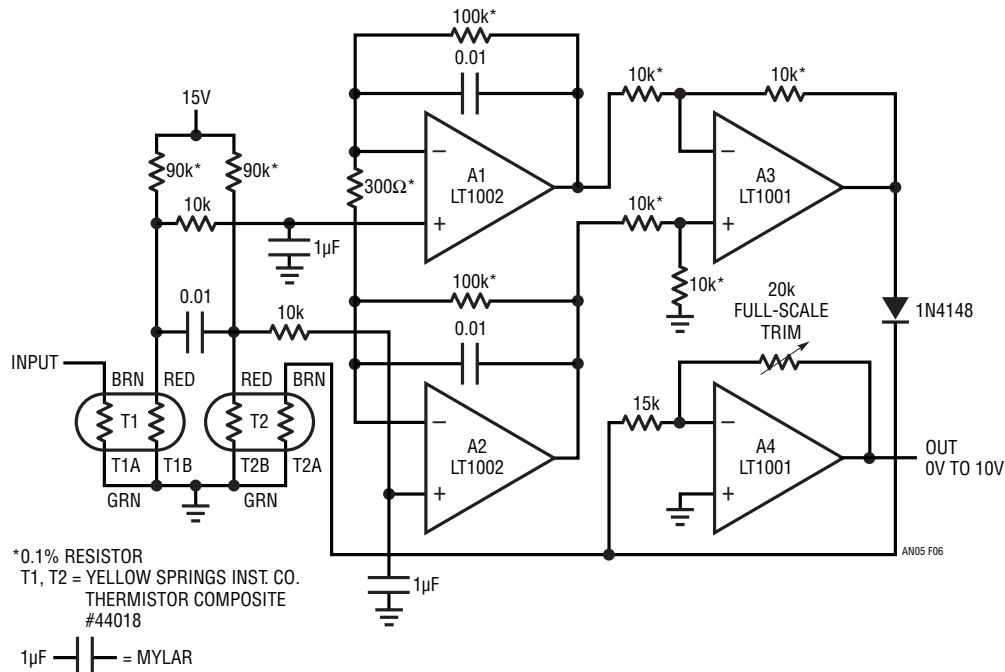 100k*
0.01
15V
90k*
90k*
10k
1µF
300Ω*
A1
LT1002
−
+
10k*
10k*
A3
LT1001
−
+
10k*
10k*
100k*
0.01
0.01
10k
20k
FULL-SCALE
TRIM
1N4148
INPUT
BRN
RED
RED
BRN
T1
T2
T1A
T1B
T2B
T2A
GRN
GRN
A2
LT1002
−
+
15k
A4
LT1001
−
+
OUT
0V TO 10V
1µF
AN05 F06
*0.1% RESISTOR
T1, T2 = YELLOW SPRINGS INST. CO.
THERMISTOR COMPOSITE
#44018
1µF = MYLAR